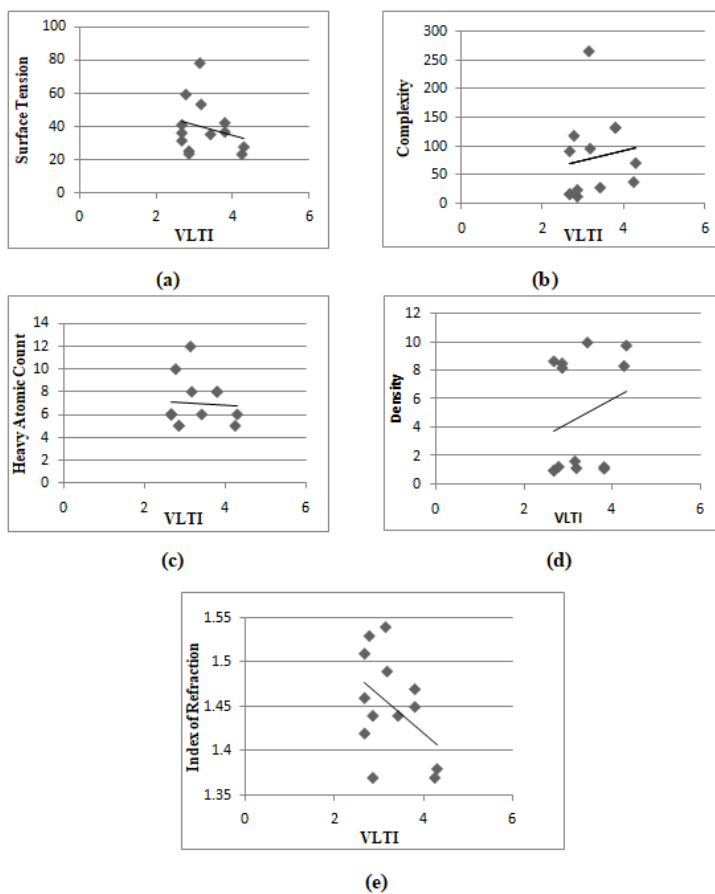 100
80
60
40
20
0
0 2 4 6
Surface Tension
VLTI
(a)
300
250
200
150
100
50
0
0 2 4 6
Complexity
VLTI
(b)
14
12
10
8
6
4
2
0
0 2 4 6
Heavy Atomic Count
VLTI
(c)
12
10
8
6
4
2
0
0 2 4 6
Density
VLTI
(d)
1.55
1.5
1.45
1.4
1.35
0 2 4 6
Index of Refraction
VLTI
(e)